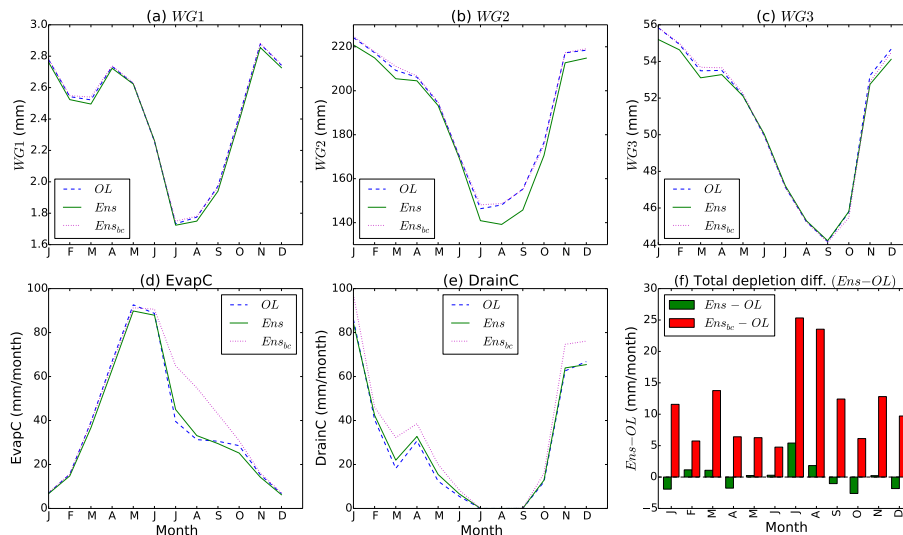 (a) WG1
(b) WG2
(c) WG3
WG1 (mm)
3.0
2.8
2.6
2.4
2.2
2.0
1.8
1.6
OL
Ens
Ens_bc
J F M A M J J A S O N D
WG2 (mm)
220
200
180
160
140
OL
Ens
Ens_bc
J F M A M J J A S O N D
WG3 (mm)
56
54
52
50
48
46
44
OL
Ens
Ens_bc
J F M A M J J A S O N D
(d) EvapC
(e) DrainC
(f) Total depletion diff. (Ens−OL)
EvapC (mm/month)
100
80
60
40
20
0
OL
Ens
Ens_bc
J F M A M J J A S O N D
Month
DrainC (mm/month)
100
80
60
40
20
0
OL
Ens
Ens_bc
J F M A M J J A S O N D
Month
Ens−OL (mm/month)
30
25
20
15
10
5
0
−5
Ens − OL
Ens_bc − OL
J F M A M J J A S O N D
Month